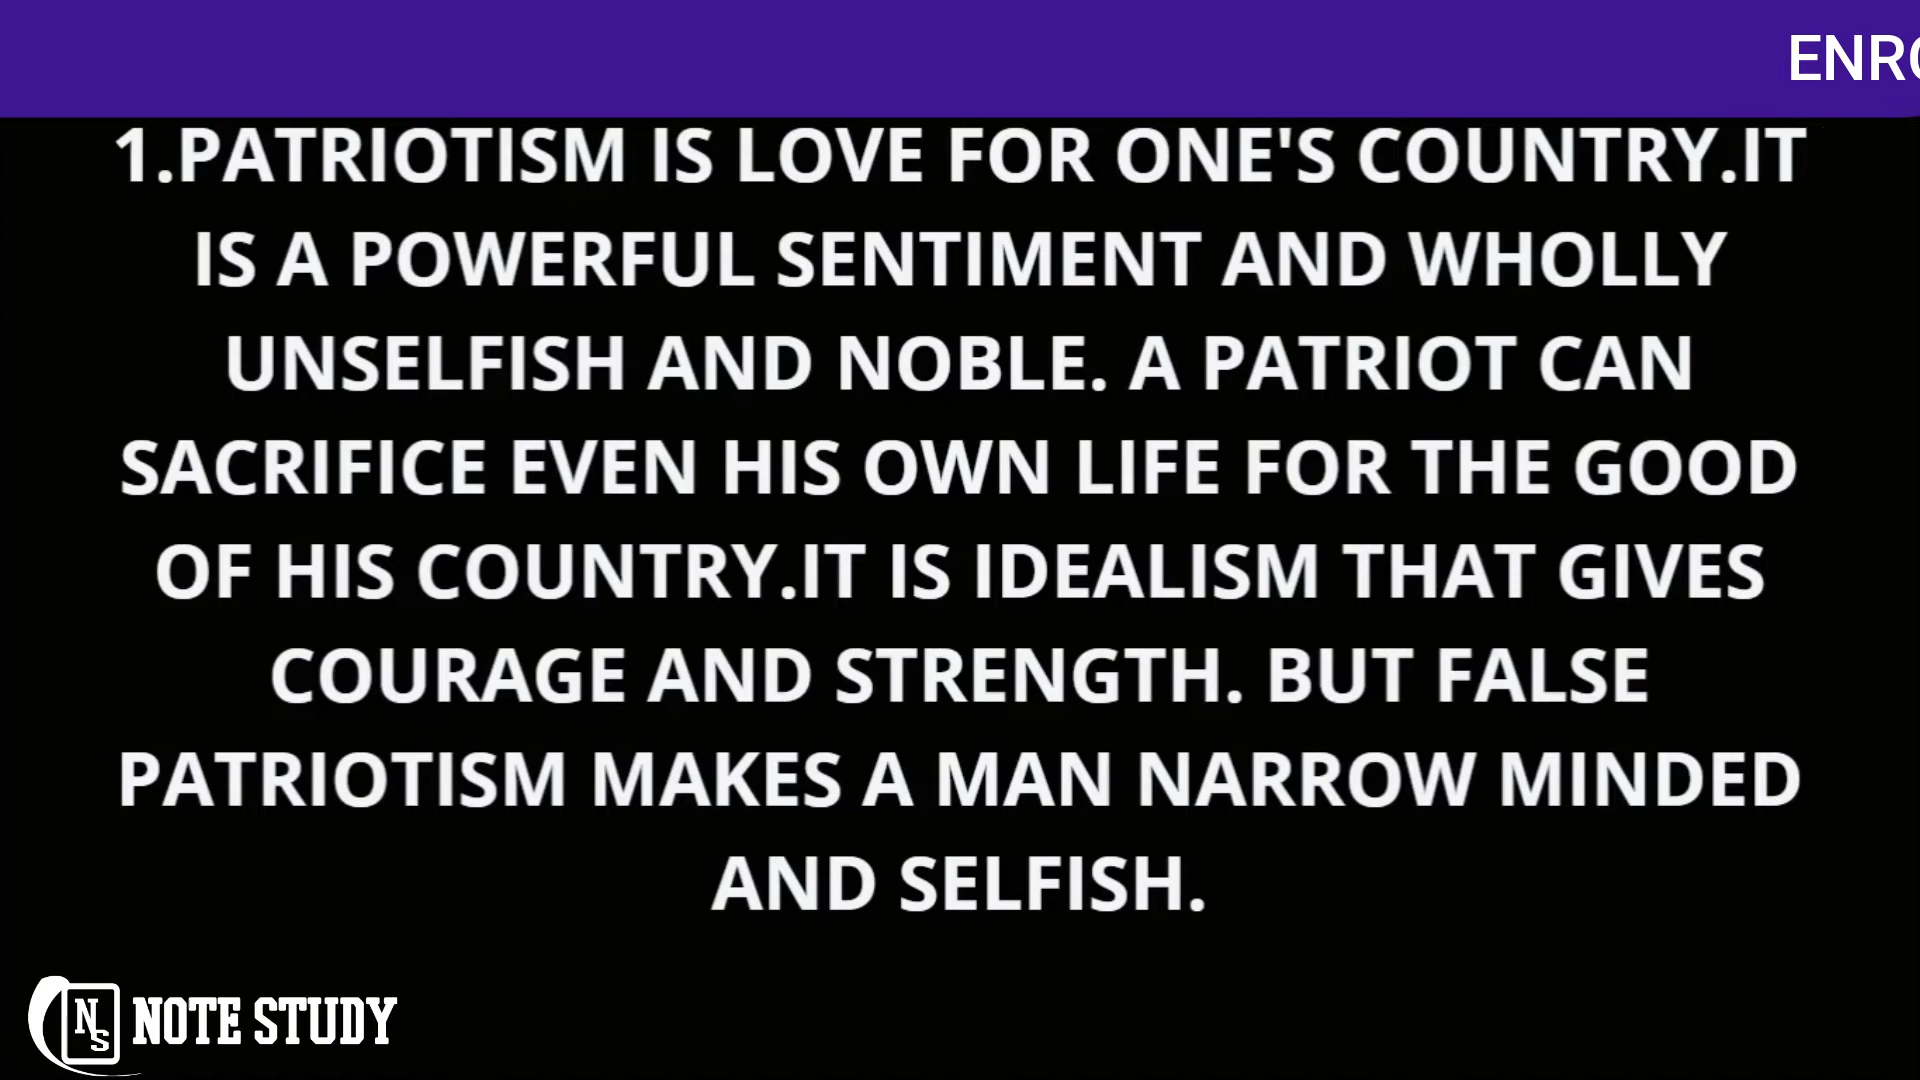 ENRO
1.PATRIOTISM IS LOVE FOR ONE'S COUNTRY.IT
IS A POWERFUL SENTIMENT AND WHOLLY
UNSELFISH AND NOBLE. A PATRIOT CAN
SACRIFICE EVEN HIS OWN LIFE FOR THE GOOD
OF HIS COUNTRY.IT IS IDEALISM THAT GIVES
COURAGE AND STRENGTH. BUT FALSE
PATRIOTISM MAKES A MAN NARROW MINDED
AND SELFISH.
NS NOTE STUDY